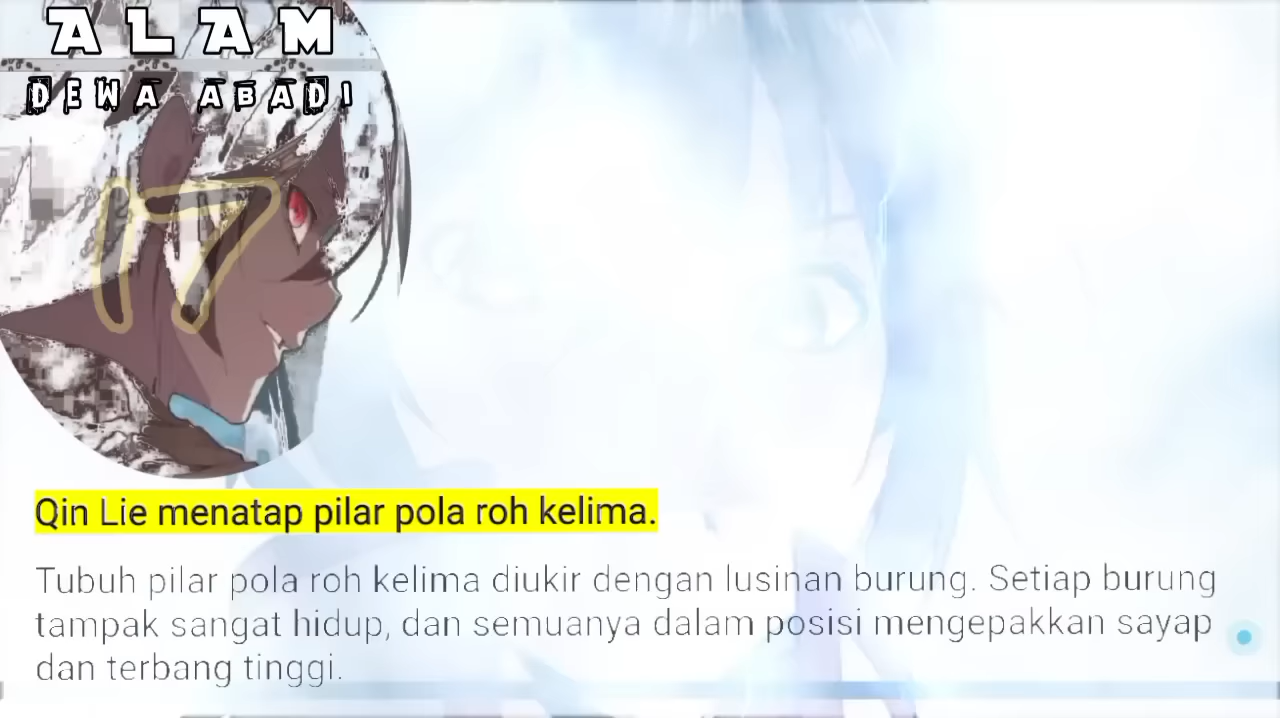 ALAM
DEWA ABADI
17
Qin Lie menatap pilar pola roh kelima.
Tubuh pilar pola roh kelima diukir dengan lusinan burung. Setiap burung
tampak sangat hidup, dan semuanya dalam posisi mengepakkan sayap
dan terbang tinggi.